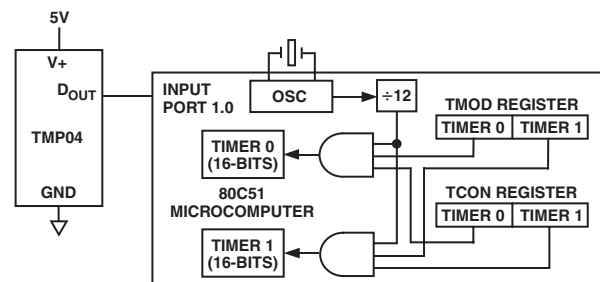 5V
V+
DOUT
TMP04
GND
INPUT
PORT 1.0
OSC
÷12
TIMER 0
(16-BITS)
80C51
MICROCOMPUTER
TIMER 1
(16-BITS)
TMOD REGISTER
TIMER 0 TIMER 1
TCON REGISTER
TIMER 0 TIMER 1